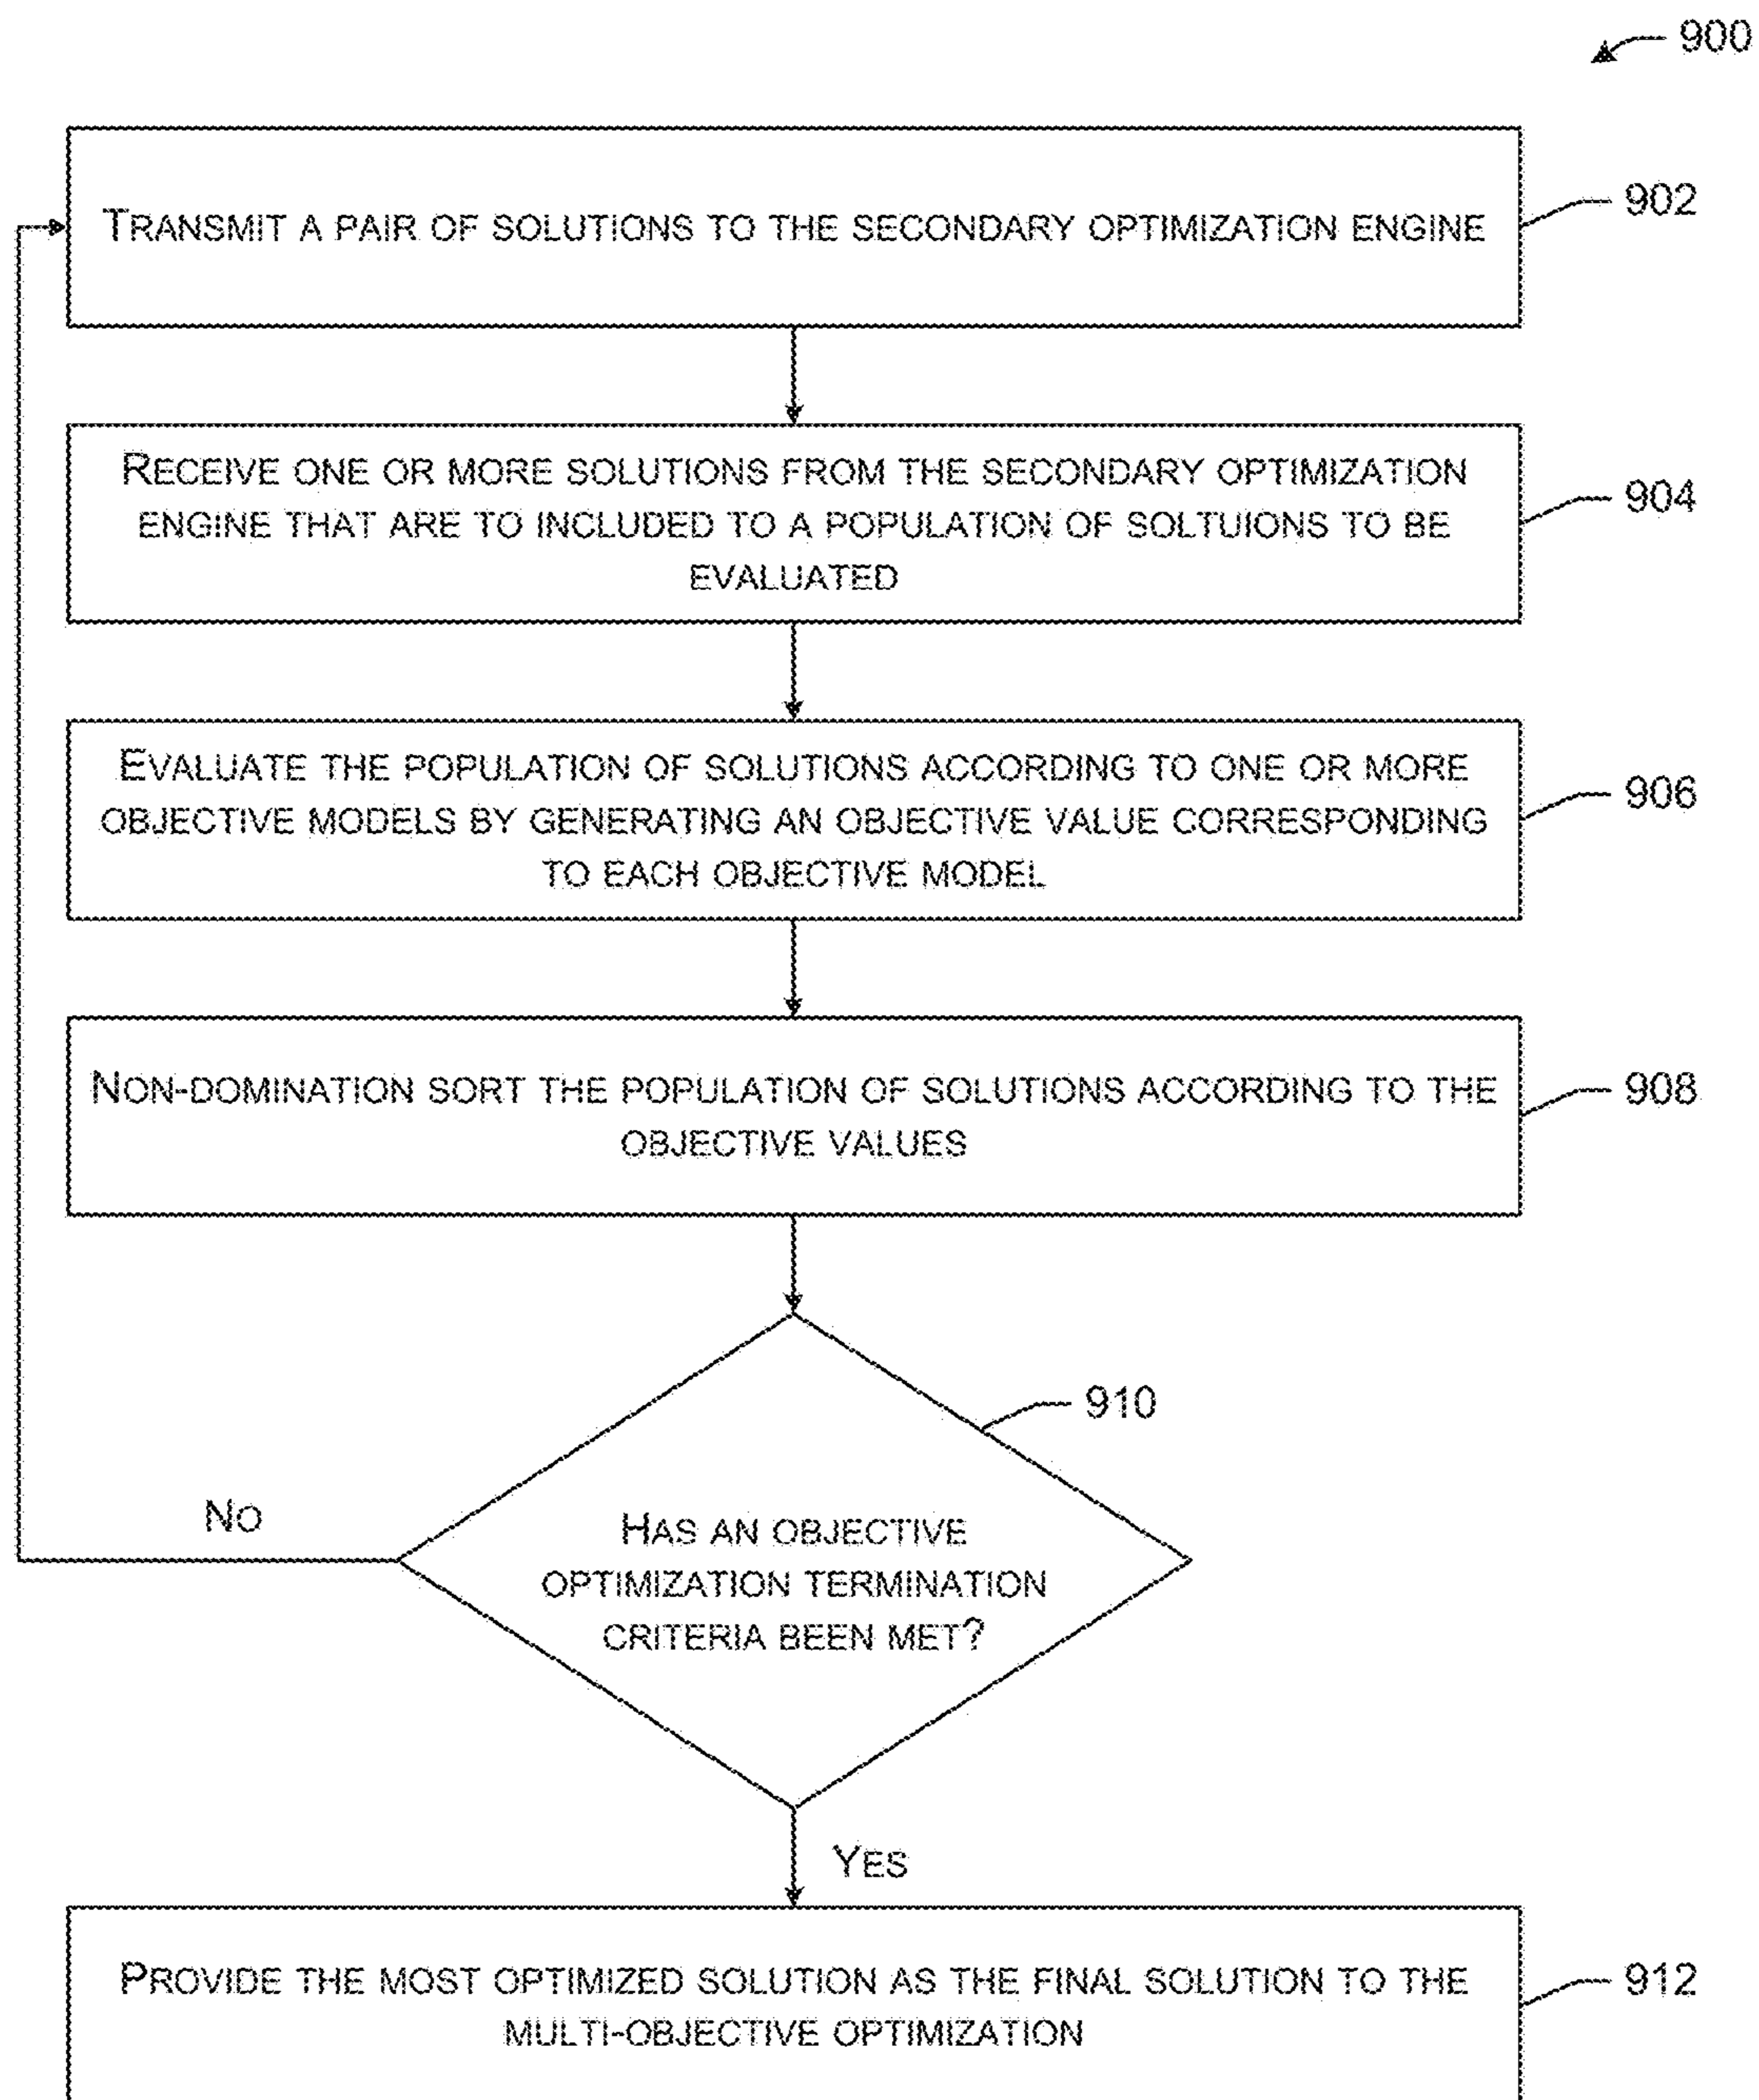 900
TRANSMIT A PAIR OF SOLUTIONS TO THE SECONDARY OPTIMIZATION ENGINE
902
RECEIVE ONE OR MORE SOLUTIONS FROM THE SECONDARY OPTIMIZATION
ENGINE THAT ARE TO INCLUDED TO A POPULATION OF SOLTUIONS TO BE
EVALUATED
904
EVALUATE THE POPULATION OF SOLUTIONS ACCORDING TO ONE OR MORE
OBJECTIVE MODELS BY GENERATING AN OBJECTIVE VALUE CORRESPONDING
TO EACH OBJECTIVE MODEL
906
NON-DOMINATION SORT THE POPULATION OF SOLUTIONS ACCORDING TO THE
OBJECTIVE VALUES
908
910
HAS AN OBJECTIVE
OPTIMIZATION TERMINATION
CRITERIA BEEN MET?
NO
YES
PROVIDE THE MOST OPTIMIZED SOLUTION AS THE FINAL SOLUTION TO THE
MULTI-OBJECTIVE OPTIMIZATION
912